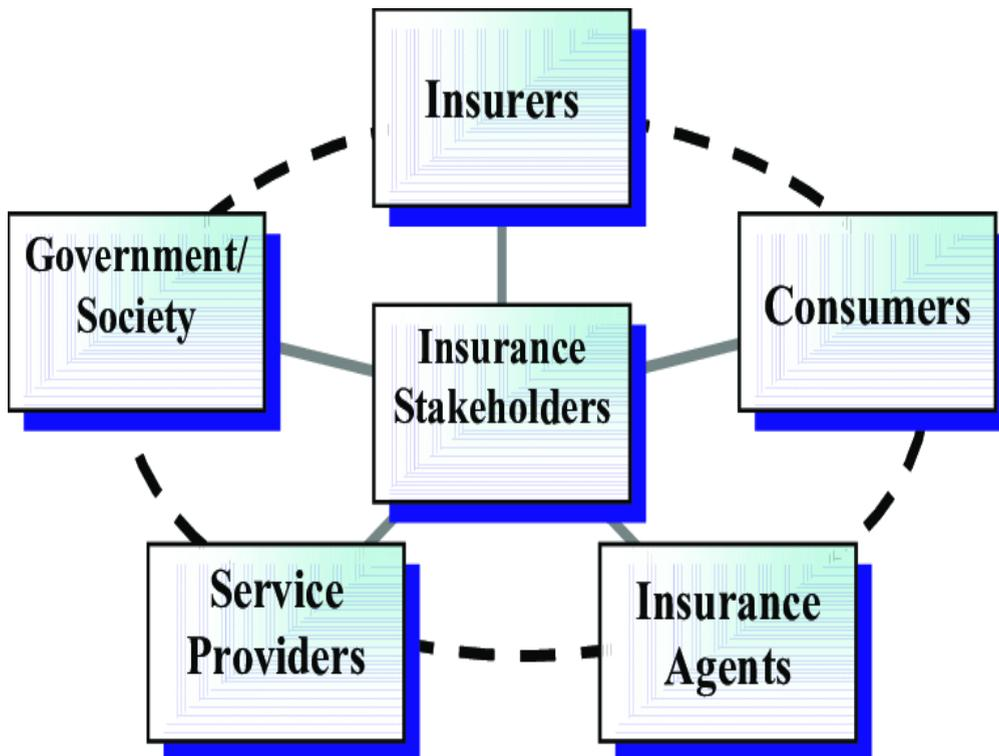 Insurers
Government/
Society
Consumers
Insurance
Stakeholders
Service
Providers
Insurance
Agents